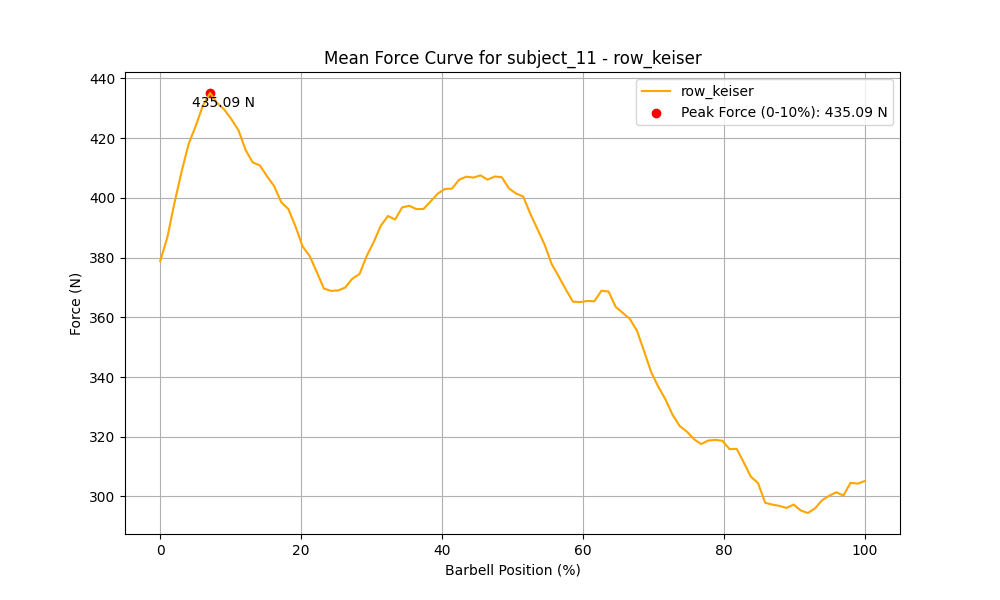 Mean Force Curve for subject_11 - row_keiser
440
420
400
380
360
340
320
300
Force (N)
435.09 N
row_keiser
Peak Force (0-10%): 435.09 N
0
20
40
60
80
100
Barbell Position (%)